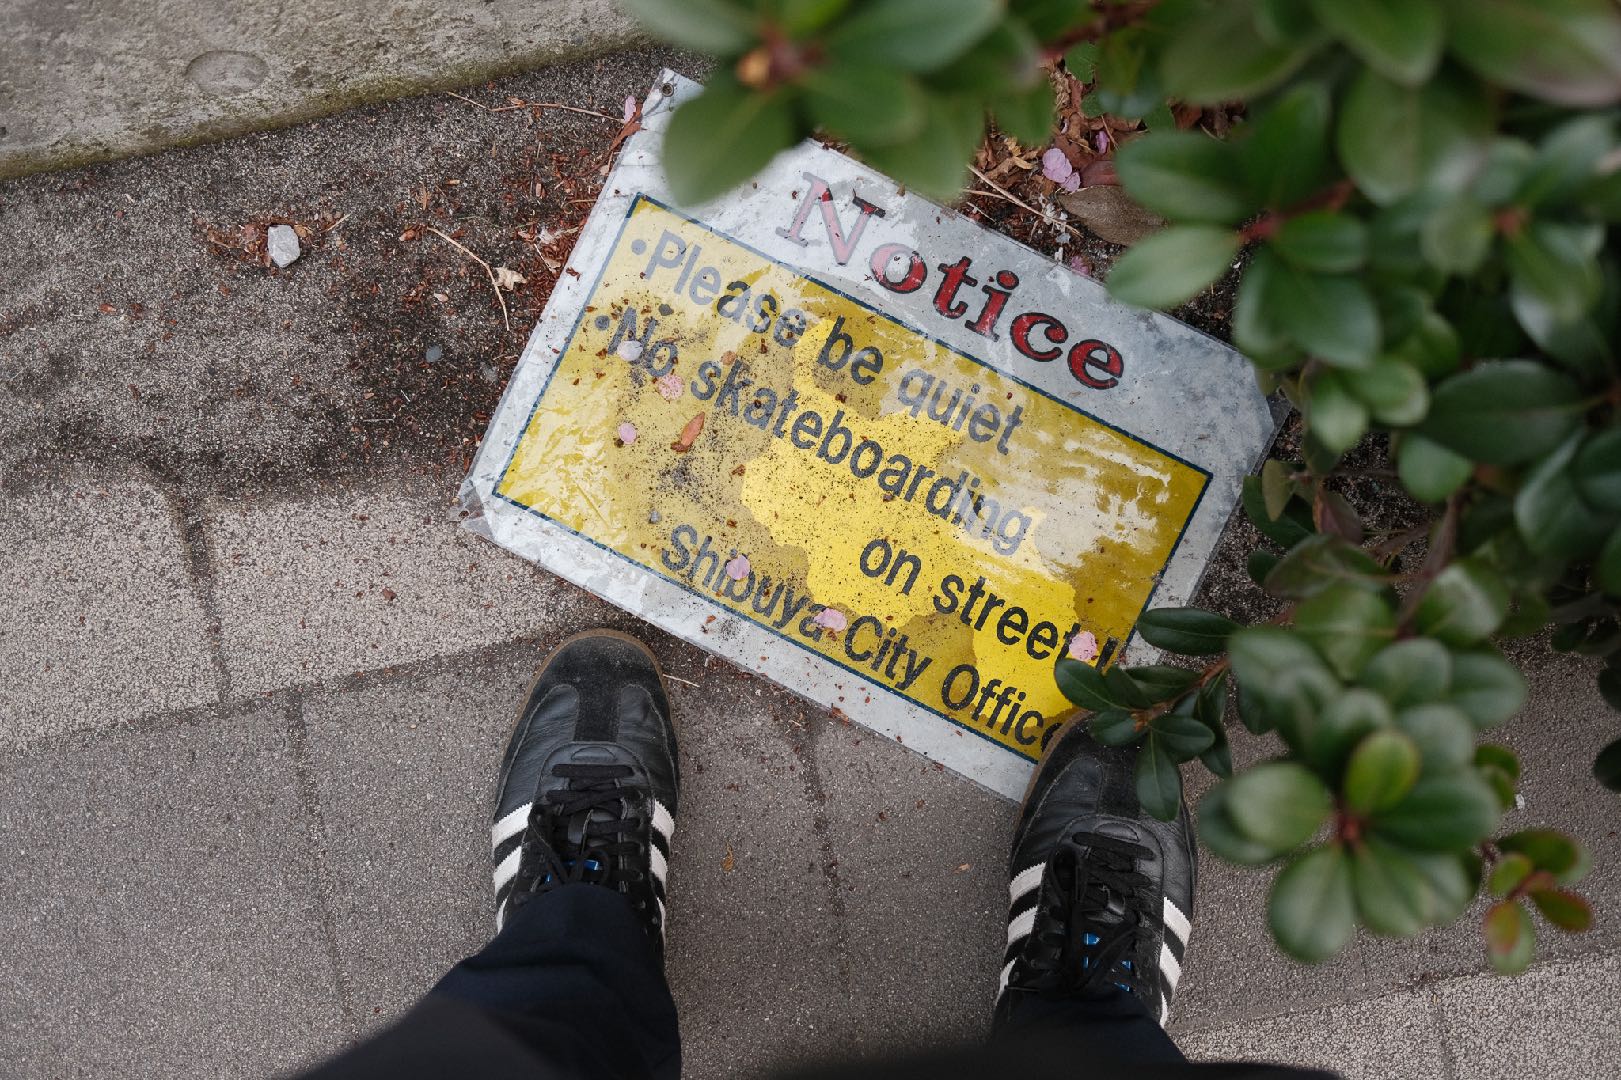 Notice
•Please be quiet
•No skateboarding
on street!
Shibuya City Office